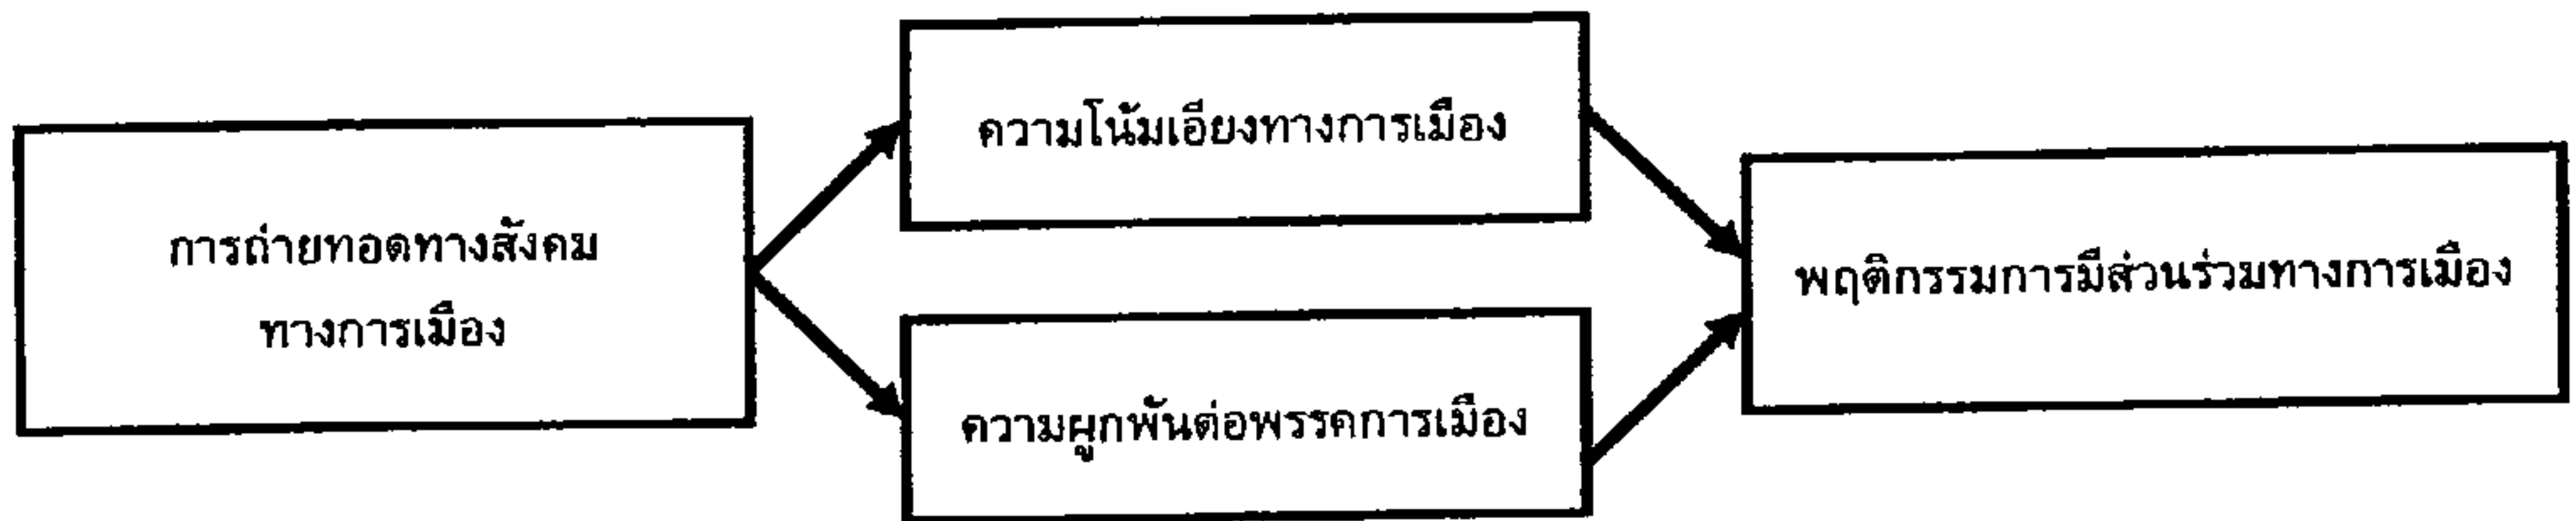 การถ่ายทอดทางสังคม
ทางการเมือง
ความโน้มเอียงทางการเมือง
ความผูกพันต่อพรรคการเมือง
พฤติกรรมการมีส่วนร่วมทางการเมือง